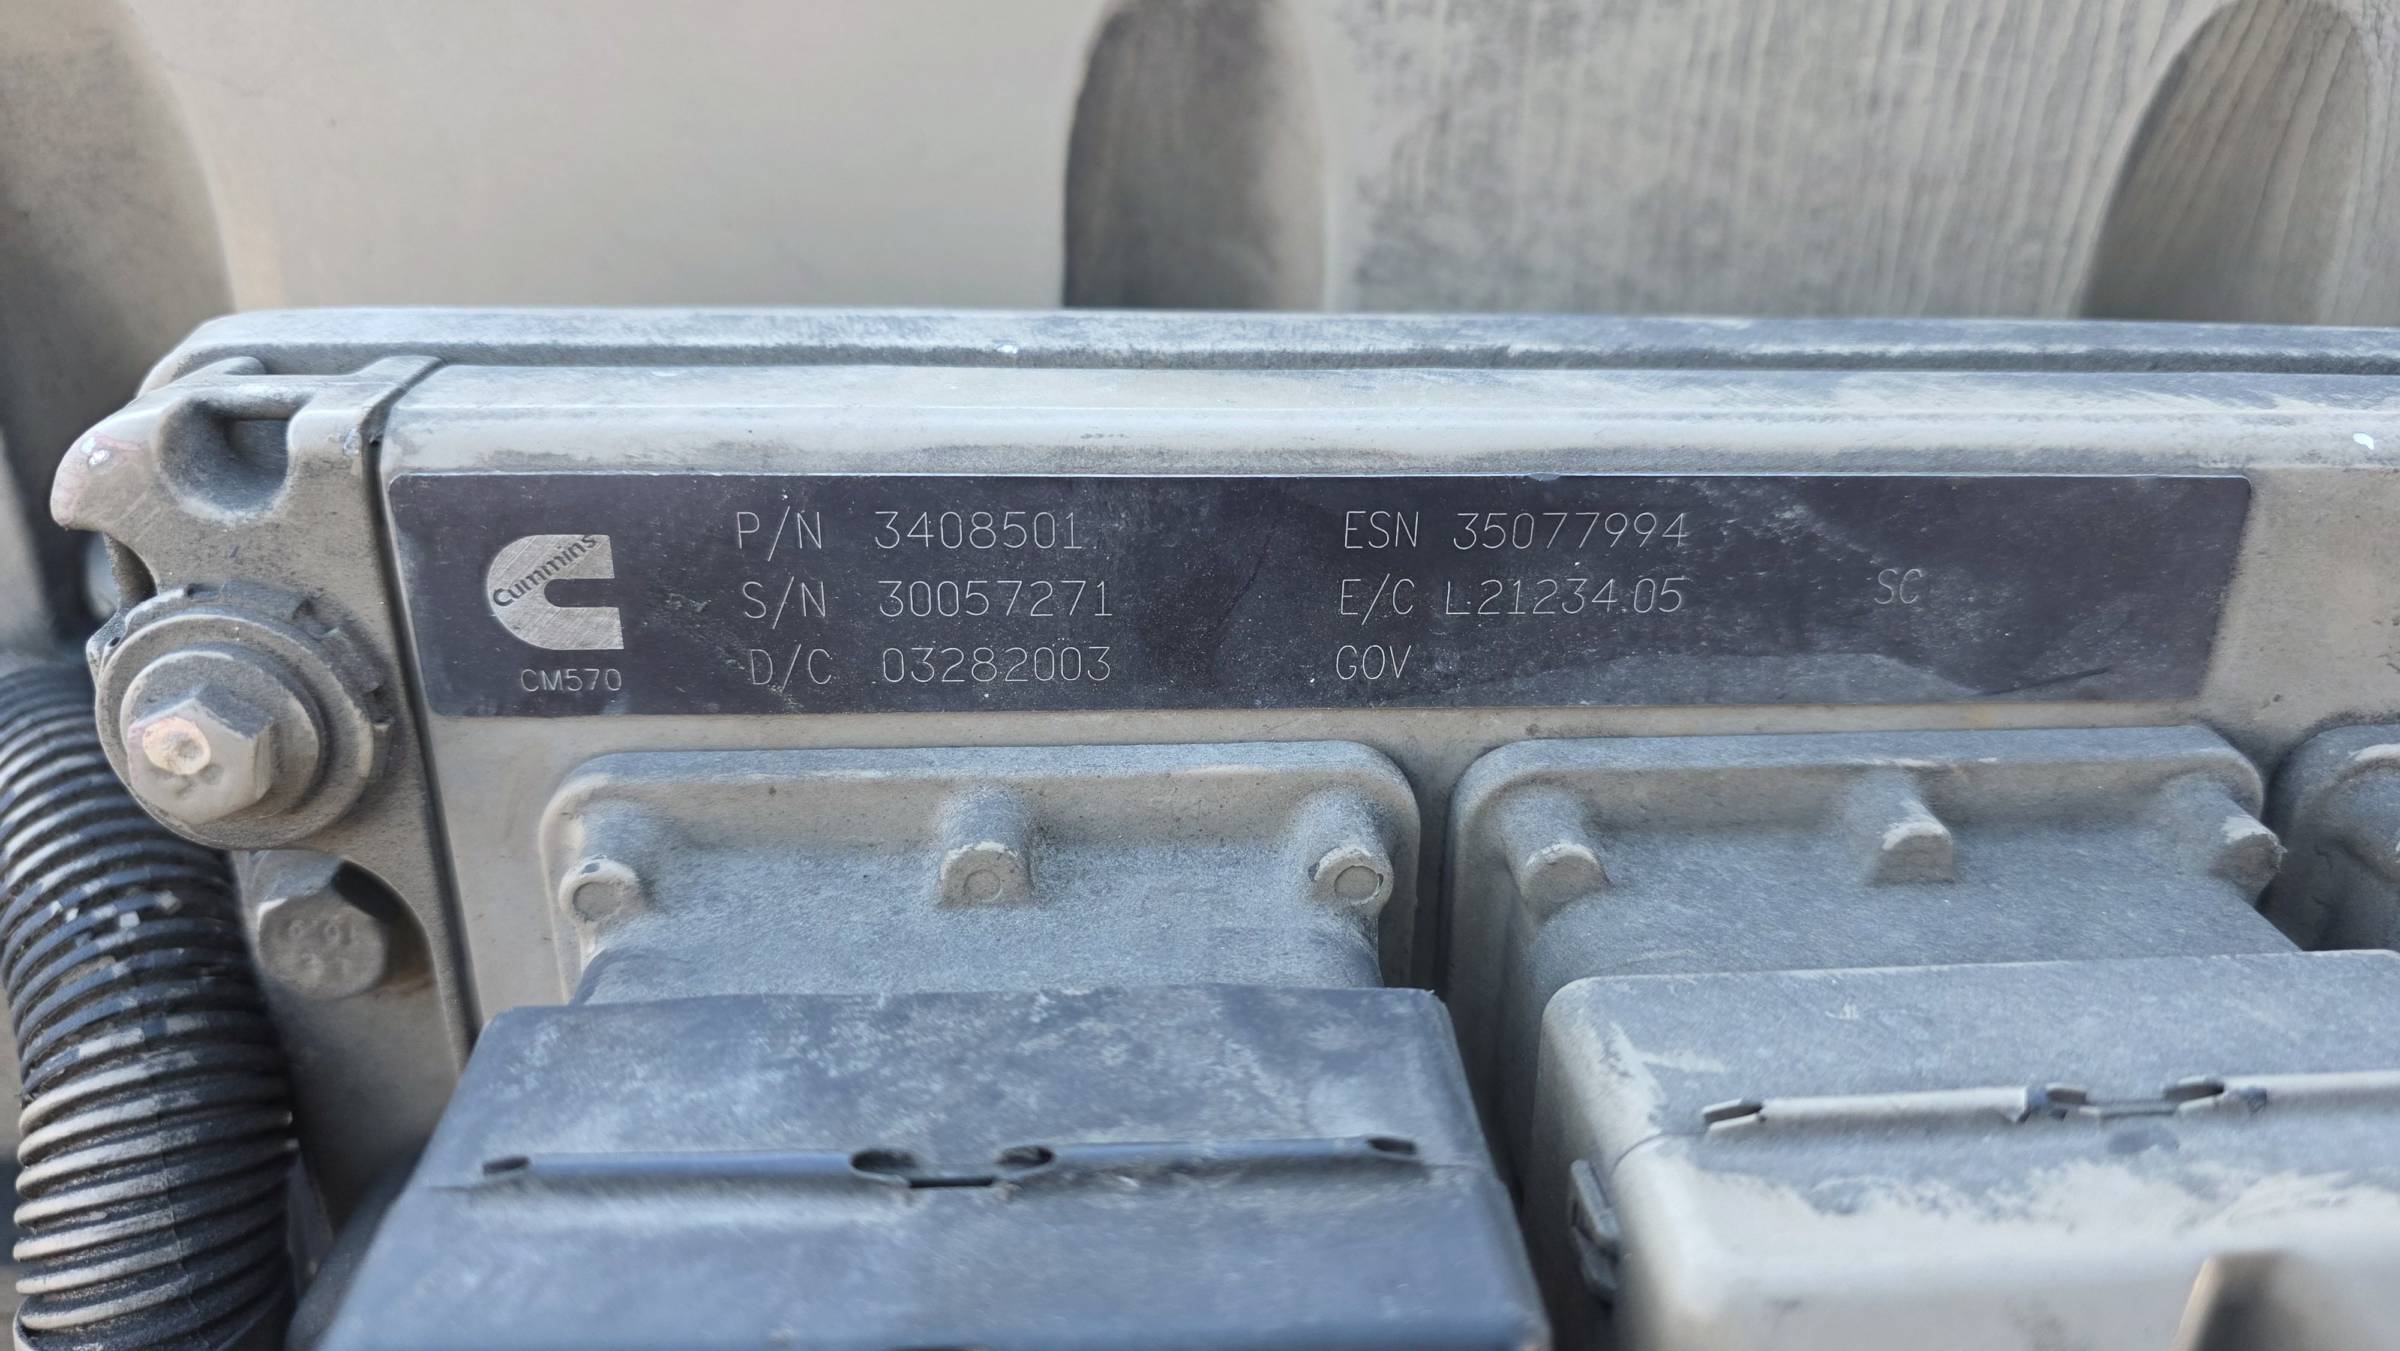 Cummins
CM570
P/N 3408501
S/N 30057271
D/C 03282003
ESN 35077994
E/C L21234.05 SC
GOV